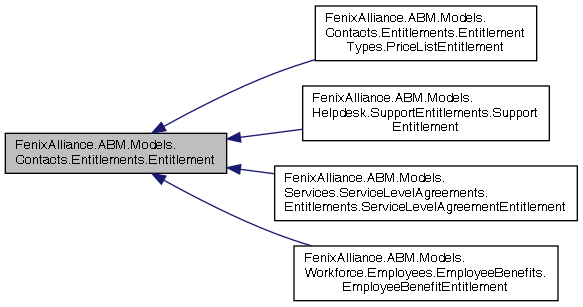 FenixAlliance.ABM.Models.
Contacts.Entitlements.Entitlement
Types.PriceListEntitlement
FenixAlliance.ABM.Models.
Helpdesk.SupportEntitlements.Support
Entitlement
FenixAlliance.ABM.Models.
Contacts.Entitlements.Entitlement
FenixAlliance.ABM.Models.
Services.ServiceLevelAgreements.
Entitlements.ServiceLevelAgreementEntitlement
FenixAlliance.ABM.Models.
Workforce.Employees.EmployeeBenefits.
EmployeeBenefitEntitlement